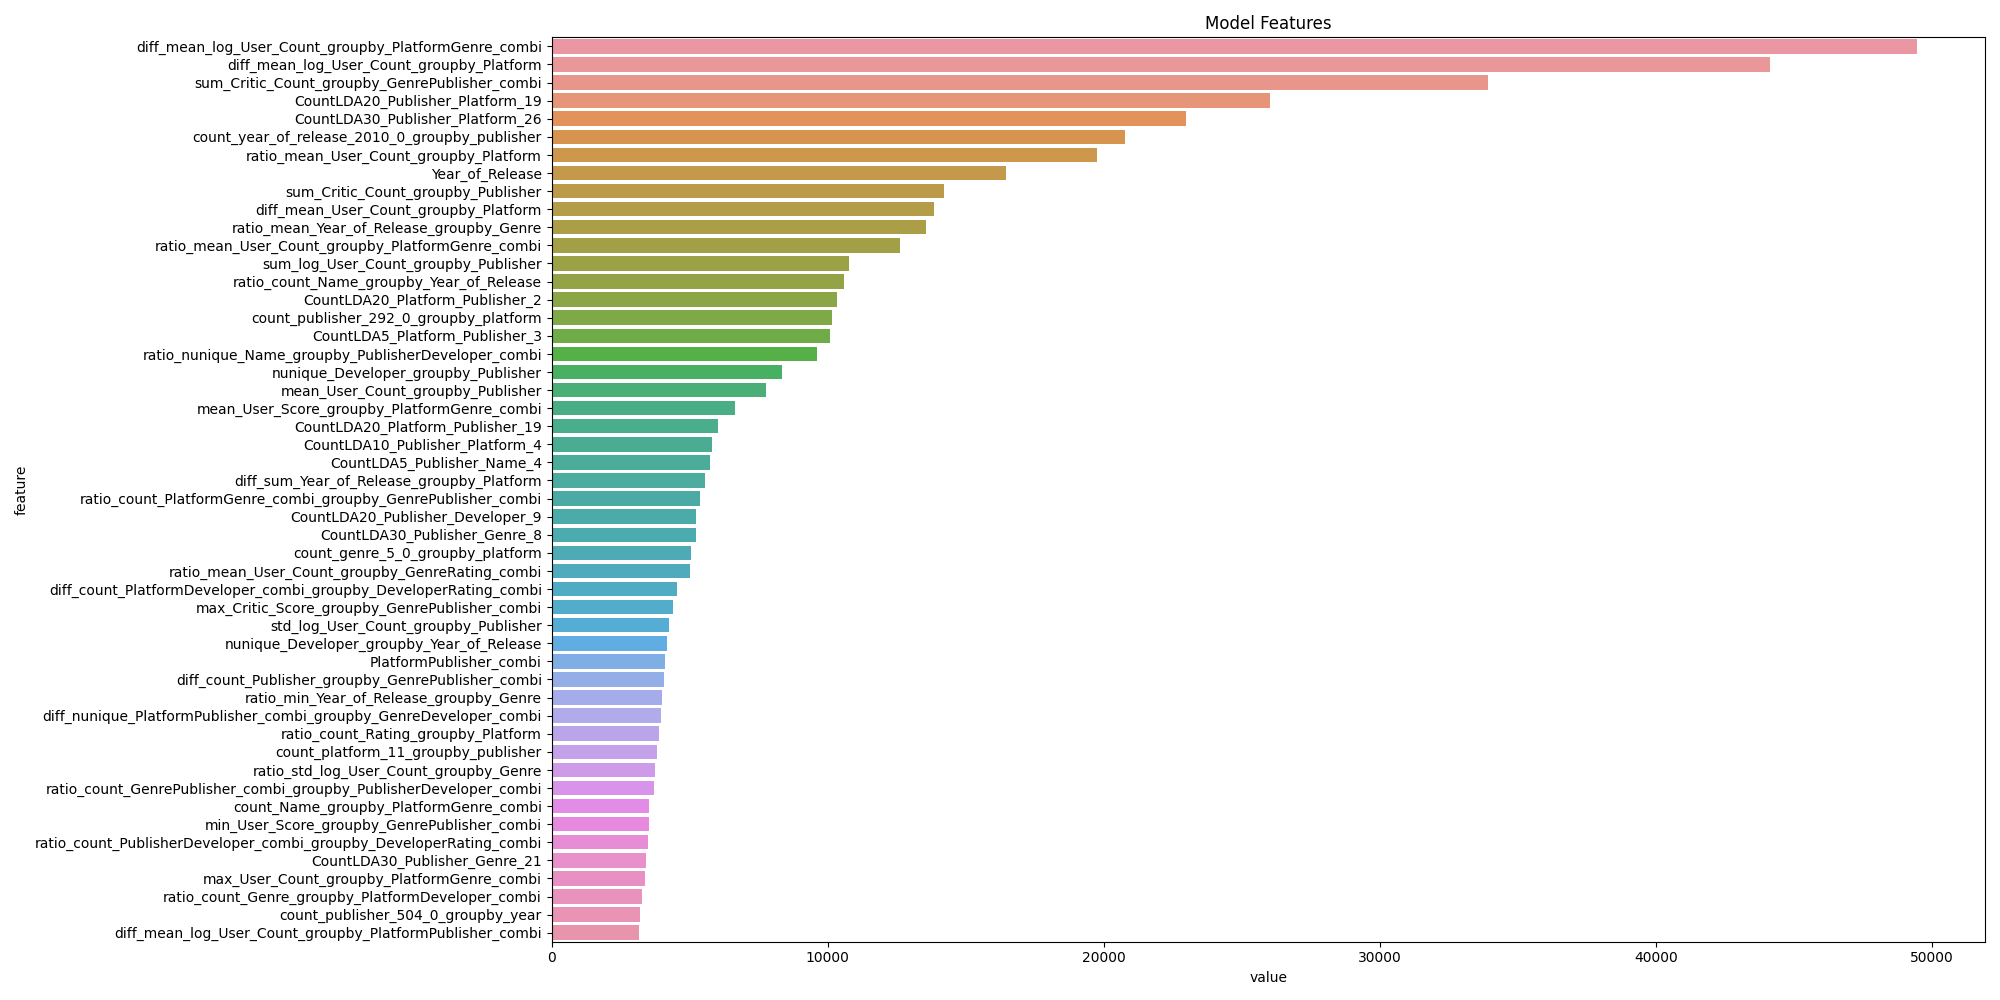 Model Features
diff_mean_log_User_Count_groupby_PlatformGenre_combi
diff_mean_log_User_Count_groupby_Platform
sum_Critic_Count_groupby_GenrePublisher_combi
CountLDA20_Publisher_Platform_19
CountLDA30_Publisher_Platform_26
count_year_of_release_2010_0_groupby_publisher
ratio_mean_User_Count_groupby_Platform
Year_of_Release
sum_Critic_Count_groupby_Publisher
diff_mean_User_Count_groupby_Platform
ratio_mean_Year_of_Release_groupby_Genre
ratio_mean_User_Count_groupby_PlatformGenre_combi
sum_log_User_Count_groupby_Publisher
ratio_count_Name_groupby_Year_of_Release
CountLDA20_Platform_Publisher_2
count_publisher_292_0_groupby_platform
CountLDA5_Platform_Publisher_3
ratio_nunique_Name_groupby_PublisherDeveloper_combi
nunique_Developer_groupby_Publisher
mean_User_Count_groupby_Publisher
mean_User_Score_groupby_PlatformGenre_combi
CountLDA20_Platform_Publisher_19
CountLDA10_Publisher_Platform_4
CountLDA5_Publisher_Name_4
diff_sum_Year_of_Release_groupby_Platform
ratio_count_PlatformGenre_combi_groupby_GenrePublisher_combi
CountLDA20_Publisher_Developer_9
CountLDA30_Publisher_Genre_8
count_genre_5_0_groupby_platform
ratio_mean_User_Count_groupby_GenreRating_combi
diff_count_PlatformDeveloper_combi_groupby_DeveloperRating_combi
max_Critic_Score_groupby_GenrePublisher_combi
std_log_User_Count_groupby_Publisher
nunique_Developer_groupby_Year_of_Release
PlatformPublisher_combi
diff_count_Publisher_groupby_GenrePublisher_combi
ratio_min_Year_of_Release_groupby_Genre
diff_nunique_PlatformPublisher_combi_groupby_GenreDeveloper_combi
ratio_count_Rating_groupby_Platform
count_platform_11_groupby_publisher
ratio_std_log_User_Count_groupby_Genre
ratio_count_GenrePublisher_combi_groupby_PublisherDeveloper_combi
count_Name_groupby_PlatformGenre_combi
min_User_Score_groupby_GenrePublisher_combi
ratio_count_PublisherDeveloper_combi_groupby_DeveloperRating_combi
CountLDA30_Publisher_Genre_21
max_User_Count_groupby_PlatformGenre_combi
ratio_count_Genre_groupby_PlatformDeveloper_combi
count_publisher_504_0_groupby_year
diff_mean_log_User_Count_groupby_PlatformPublisher_combi
feature
0 10000 20000 30000 40000 50000
value